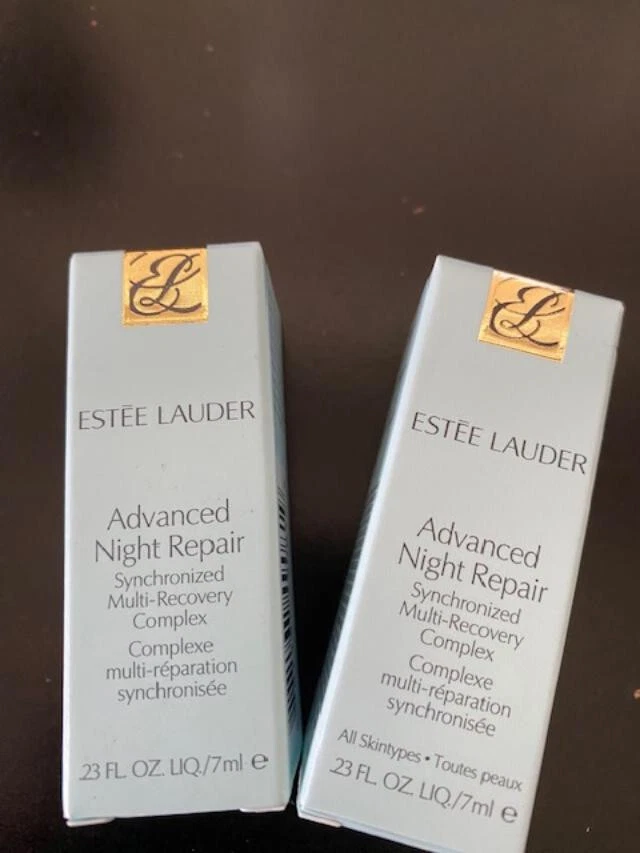 EL
ESTĒE LAUDER
Advanced
Night Repair
Synchronized
Multi-Recovery
Complex
Complexe
multi-réparation
synchronisée
.23 FL. OZ. LIQ./7ml e
EL
ESTĒE LAUDER
Advanced
Night Repair
Synchronized
Multi-Recovery
Complex
Complexe
multi-réparation
synchronisée
All Skintypes • Toutes peaux
.23 FL. OZ. LIQ./7ml e